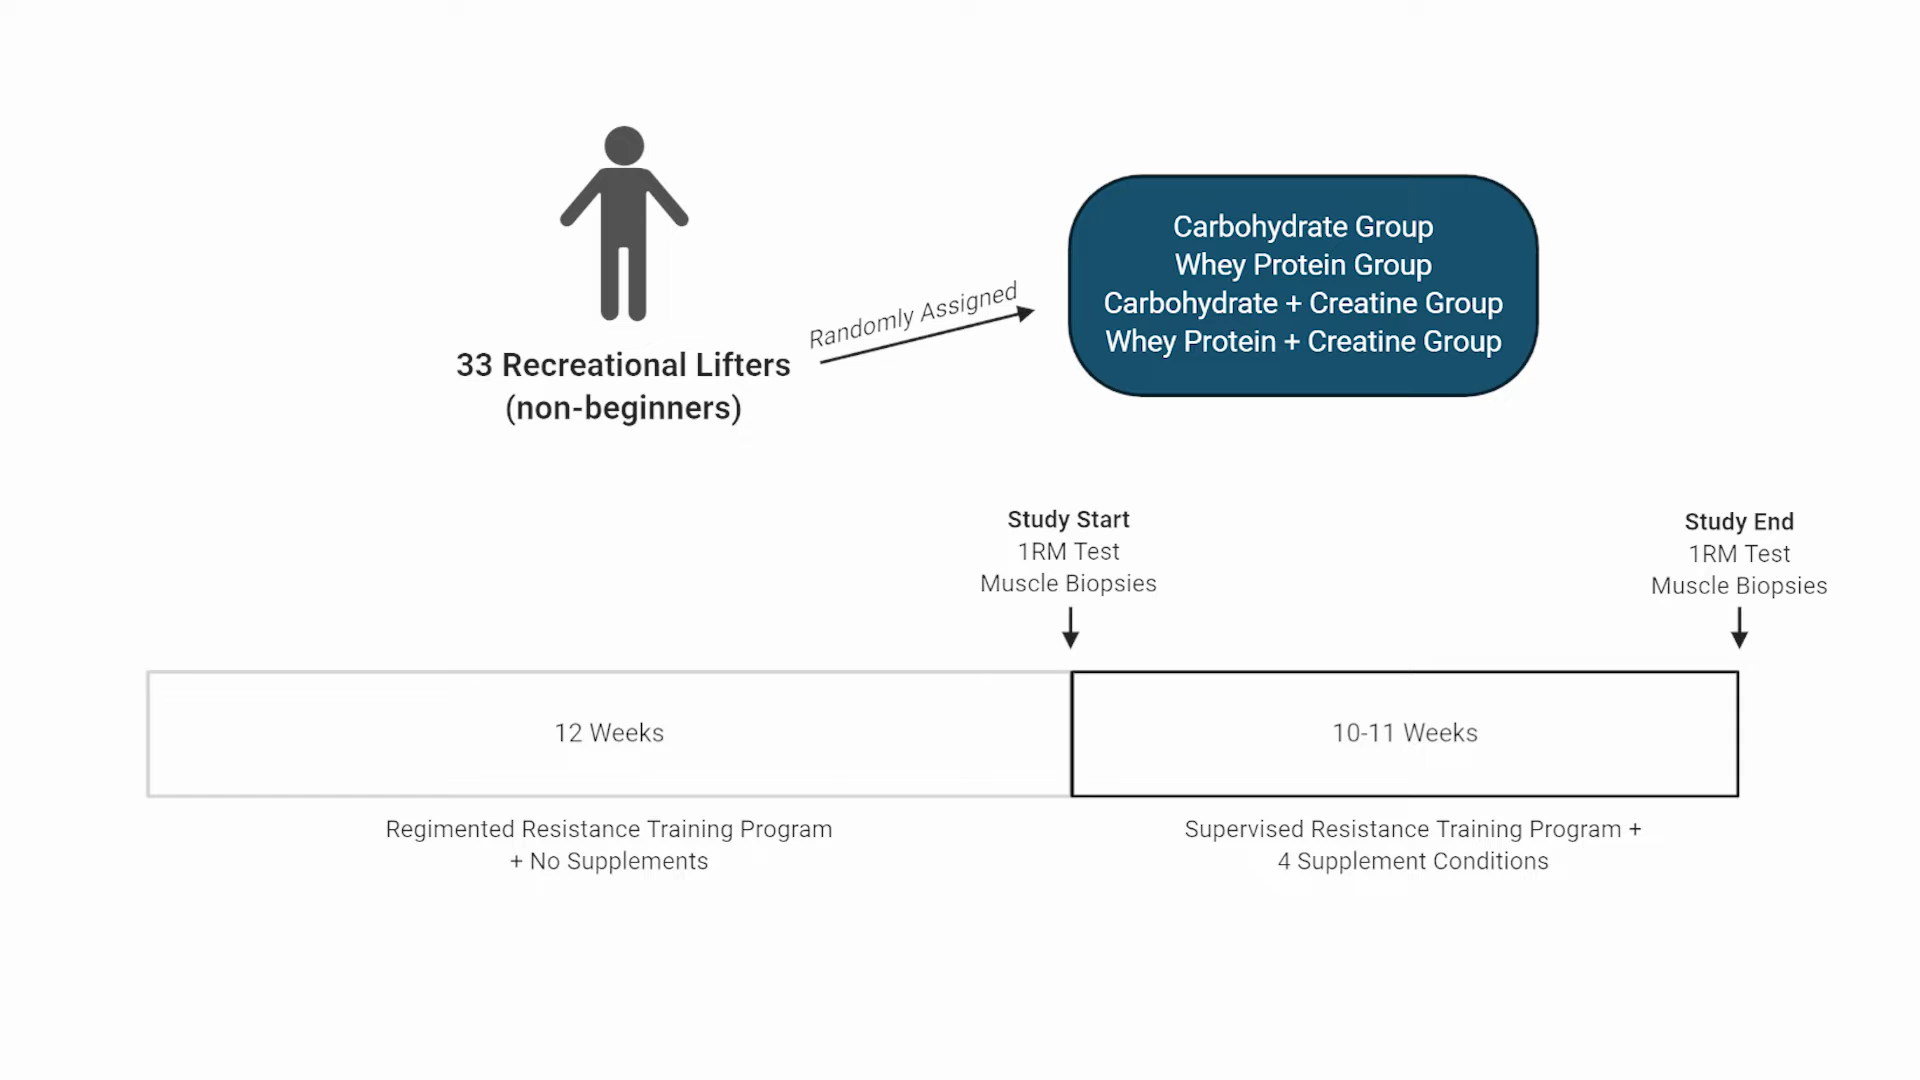 33 Recreational Lifters
(non-beginners)
Randomly Assigned
Carbohydrate Group
Whey Protein Group
Carbohydrate + Creatine Group
Whey Protein + Creatine Group
Study Start
1RM Test
Muscle Biopsies
Study End
1RM Test
Muscle Biopsies
12 Weeks
10-11 Weeks
Regimented Resistance Training Program
+ No Supplements
Supervised Resistance Training Program +
4 Supplement Conditions